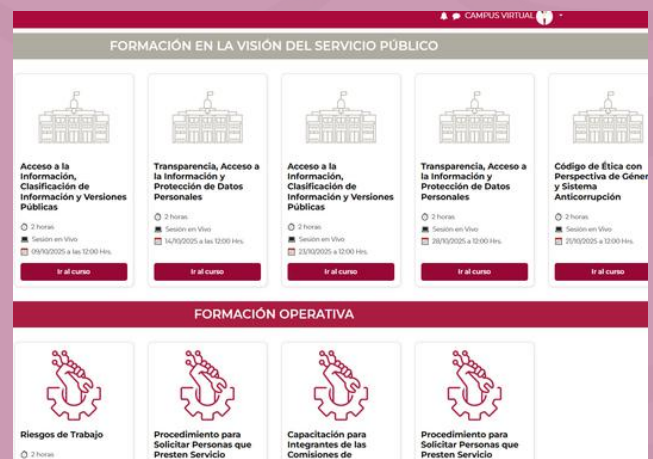 CAMPUS VIRTUAL
FORMACIÓN EN LA VISIÓN DEL SERVICIO PÚBLICO
Acceso a la
Información,
Clasificación de
Información y Versiones
Públicas
2 horas
Sesión en Vivo
09/10/2025 a las 12:00 Hrs.
Ir al curso
Transparencia, Acceso a
la Información y
Protección de Datos
Personales
2 horas
Sesión en Vivo
14/10/2025 a las 12:00 Hrs.
Ir al curso
Acceso a la
Información,
Clasificación de
Información y Versiones
Públicas
2 horas
Sesión en Vivo
23/10/2025 a 12:00 Hrs.
Ir al curso
Transparencia, Acceso a
la Información y
Protección de Datos
Personales
2 horas
Sesión en Vivo
28/10/2025 a 12:00 Hrs.
Ir al curso
Código de Ética con
Perspectiva de Géner
y Sistema
Anticorrupción
2 horas
Sesión en Vivo
21/10/2025 a 12:00 Hrs.
Ir al curso
FORMACIÓN OPERATIVA
Riesgos de Trabajo
2 horas
Procedimiento para
Solicitar Personas que
Presten Servicio
Capacitación para
Integrantes de las
Comisiones de
Procedimiento para
Solicitar Personas que
Presten Servicio